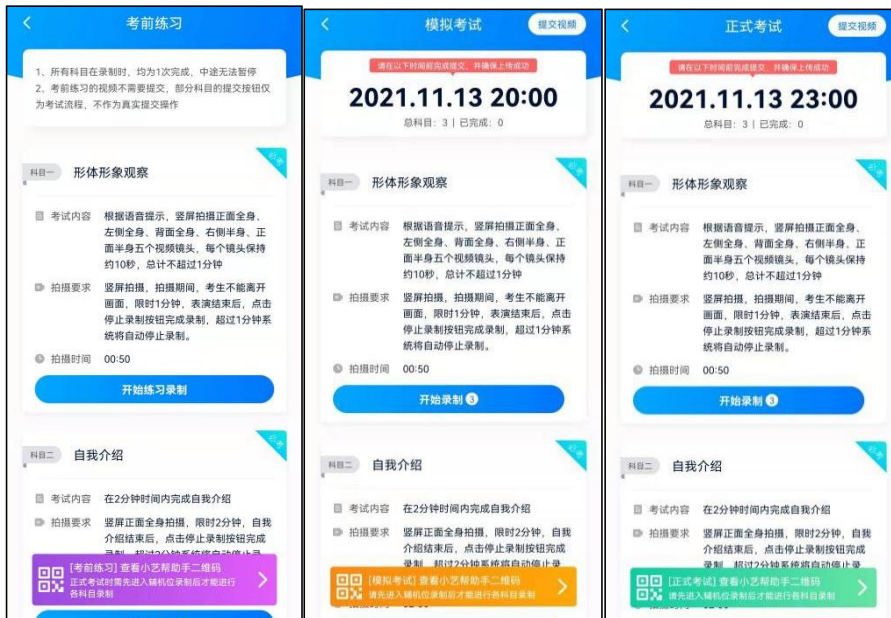 考前练习
1、所有科目在录制时，均为1次完成，中途无法暂停
2、考前练习的视频不需要提交，部分科目的提交按钮仅
为考试流程，不作为真实提交操作
必考
科目一 形体形象观察
考试内容 根据语音提示，竖屏拍摄正面全身、
左侧全身、背面全身、右侧半身、正
面半身五个视频镜头，每个镜头保持
约10秒，总计不超过1分钟
拍摄要求 竖屏拍摄，拍摄期间，考生不能离开
画面，限时1分钟，表演结束后，点击
停止录制按钮完成录制，超过1分钟系
统将自动停止录制。
拍摄时间 00:50
开始练习录制
必考
科目二 自我介绍
考试内容 在2分钟时间内完成自我介绍
拍摄要求 竖屏正面全身拍摄，限时2分钟，自我
介绍结束后，点击停止录制按钮完成
[考前练习] 查看小艺帮助手二维码
正式考试时需先进入辅机位录制后才能进行
各科目录制
模拟考试
提交视频
请在以下时间前完成提交，并确保上传成功
2021.11.13 20:00
总科目：3 | 已完成：0
必考
科目一 形体形象观察
考试内容 根据语音提示，竖屏拍摄正面全身、
左侧全身、背面全身、右侧半身、正
面半身五个视频镜头，每个镜头保持
约10秒，总计不超过1分钟
拍摄要求 竖屏拍摄，拍摄期间，考生不能离开
画面，限时1分钟，表演结束后，点击
停止录制按钮完成录制，超过1分钟系
统将自动停止录制。
拍摄时间 00:50
开始录制 3
必考
科目二 自我介绍
考试内容 在2分钟时间内完成自我介绍
拍摄要求 竖屏正面全身拍摄，限时2分钟，自我
介绍结束后，点击停止录制按钮完成
录制，超过2分钟系统将自动停止录
[模拟考试] 查看小艺帮助手二维码
请先进入辅机位录制后才能进行各科目录制
正式考试
提交视频
请在以下时间前完成提交，并确保上传成功
2021.11.13 23:00
总科目：3 | 已完成：0
必考
科目一 形体形象观察
考试内容 根据语音提示，竖屏拍摄正面全身、
左侧全身、背面全身、右侧半身、正
面半身五个视频镜头，每个镜头保持
约10秒，总计不超过1分钟
拍摄要求 竖屏拍摄，拍摄期间，考生不能离开
画面，限时1分钟，表演结束后，点击
停止录制按钮完成录制，超过1分钟系
统将自动停止录制。
拍摄时间 00:50
开始录制 3
必考
科目二 自我介绍
考试内容 在2分钟时间内完成自我介绍
拍摄要求 竖屏正面全身拍摄，限时2分钟，自我
介绍结束后，点击停止录制按钮完成
录制，超过2分钟系统将自动停止录
[正式考试] 查看小艺帮助手二维码
请先进入辅机位录制后才能进行各科目录制